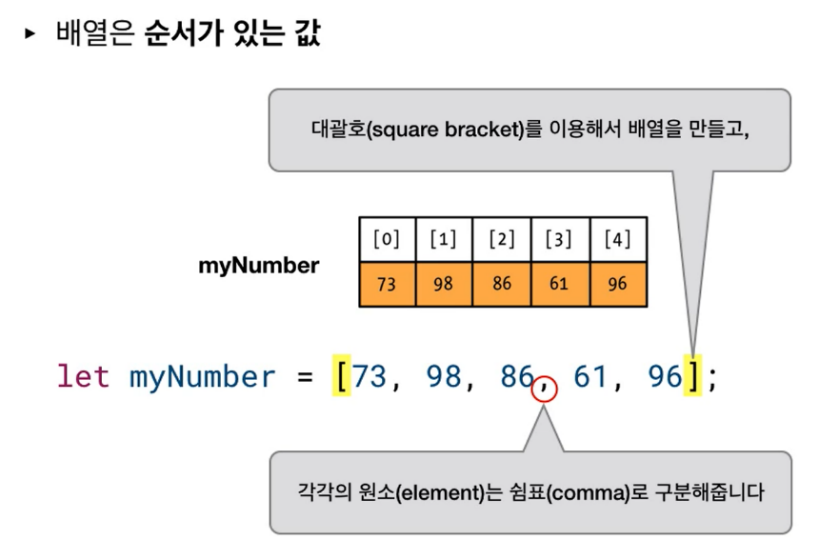 ▸ 배열은 순서가 있는 값
대괄호(square bracket)를 이용해서 배열을 만들고,
[0] [1] [2] [3] [4]
myNumber
73 98 86 61 96
let myNumber = [73, 98, 86, 61, 96];
각각의 원소(element)는 쉼표(comma)로 구분해줍니다